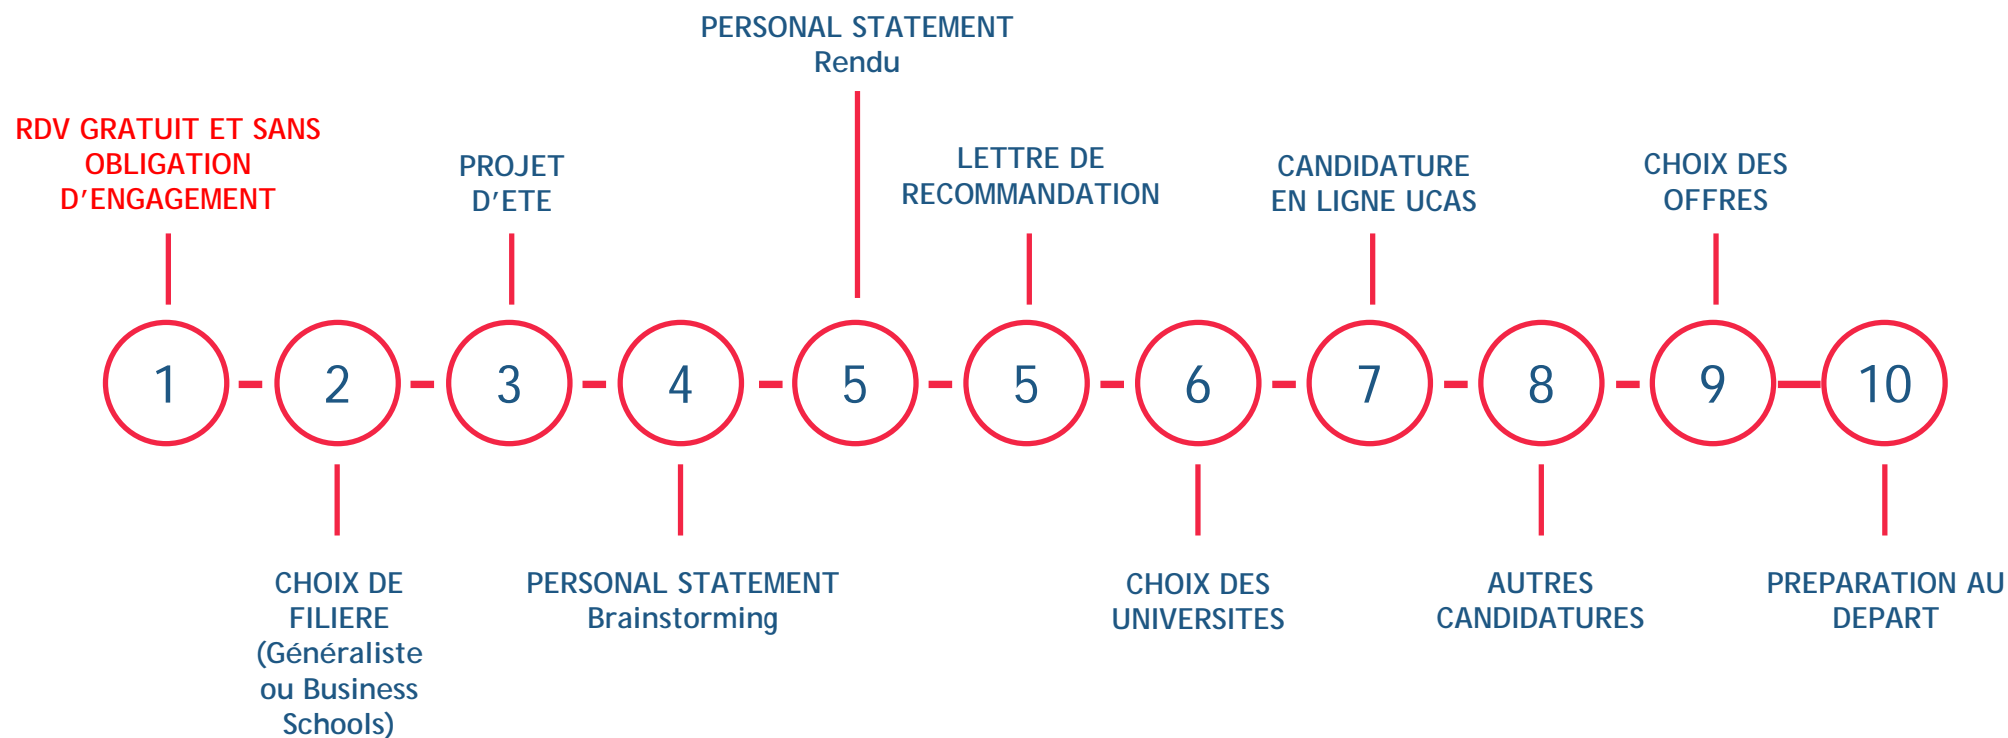 PERSONAL STATEMENT
Rendu
RDV GRATUIT ET SANS
OBLIGATION
D'ENGAGEMENT
PROJET
D'ETE
LETTRE DE
RECOMMANDATION
CANDIDATURE
EN LIGNE UCAS
CHOIX DES
OFFRES
1
2
3
4
5
5
6
7
8
9
10
CHOIX DE
FILIERE
(Généraliste
ou Business
Schools)
PERSONAL STATEMENT
Brainstorming
CHOIX DES
UNIVERSITES
AUTRES
CANDIDATURES
PREPARATION AU
DEPART